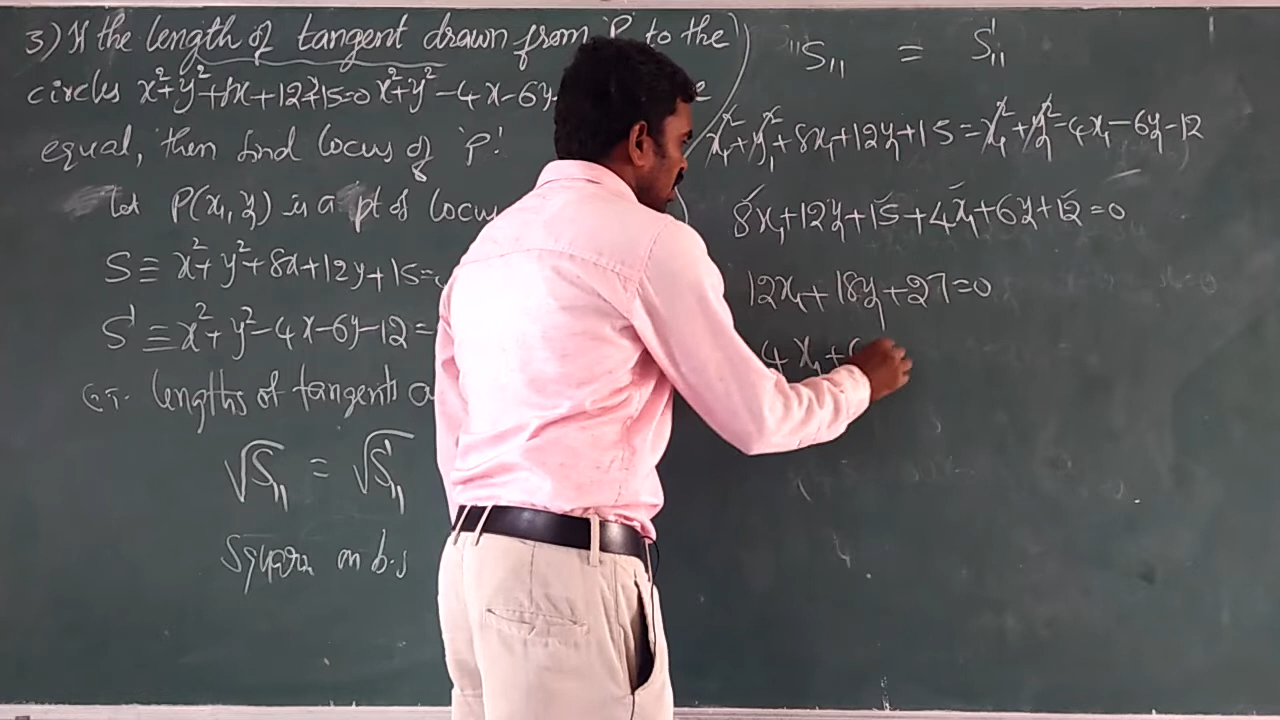 3) If the length of tangent drawn from 'P' to the
circles x²+y²+8x+12y+15=0 x²+y²-4x-6y-
equal, then find locus of 'P'.
Let P(x₁,y₁) is a pt of locus
S ≡ x²+y²+8x+12y+15=
S' ≡ x²+y²-4x-6y-12=
G.T. lengths of tangents a
√S₁₁ = √S'₁₁
Square on b.s
S₁₁ = S'₁₁
x₁²+y₁²+8x₁+12y₁+15=x₁²+y₁²-4x₁-6y₁-12
8x₁+12y₁+15+4x₁+6y₁+12=0
12x₁+18y₁+27=0
4x₁+6